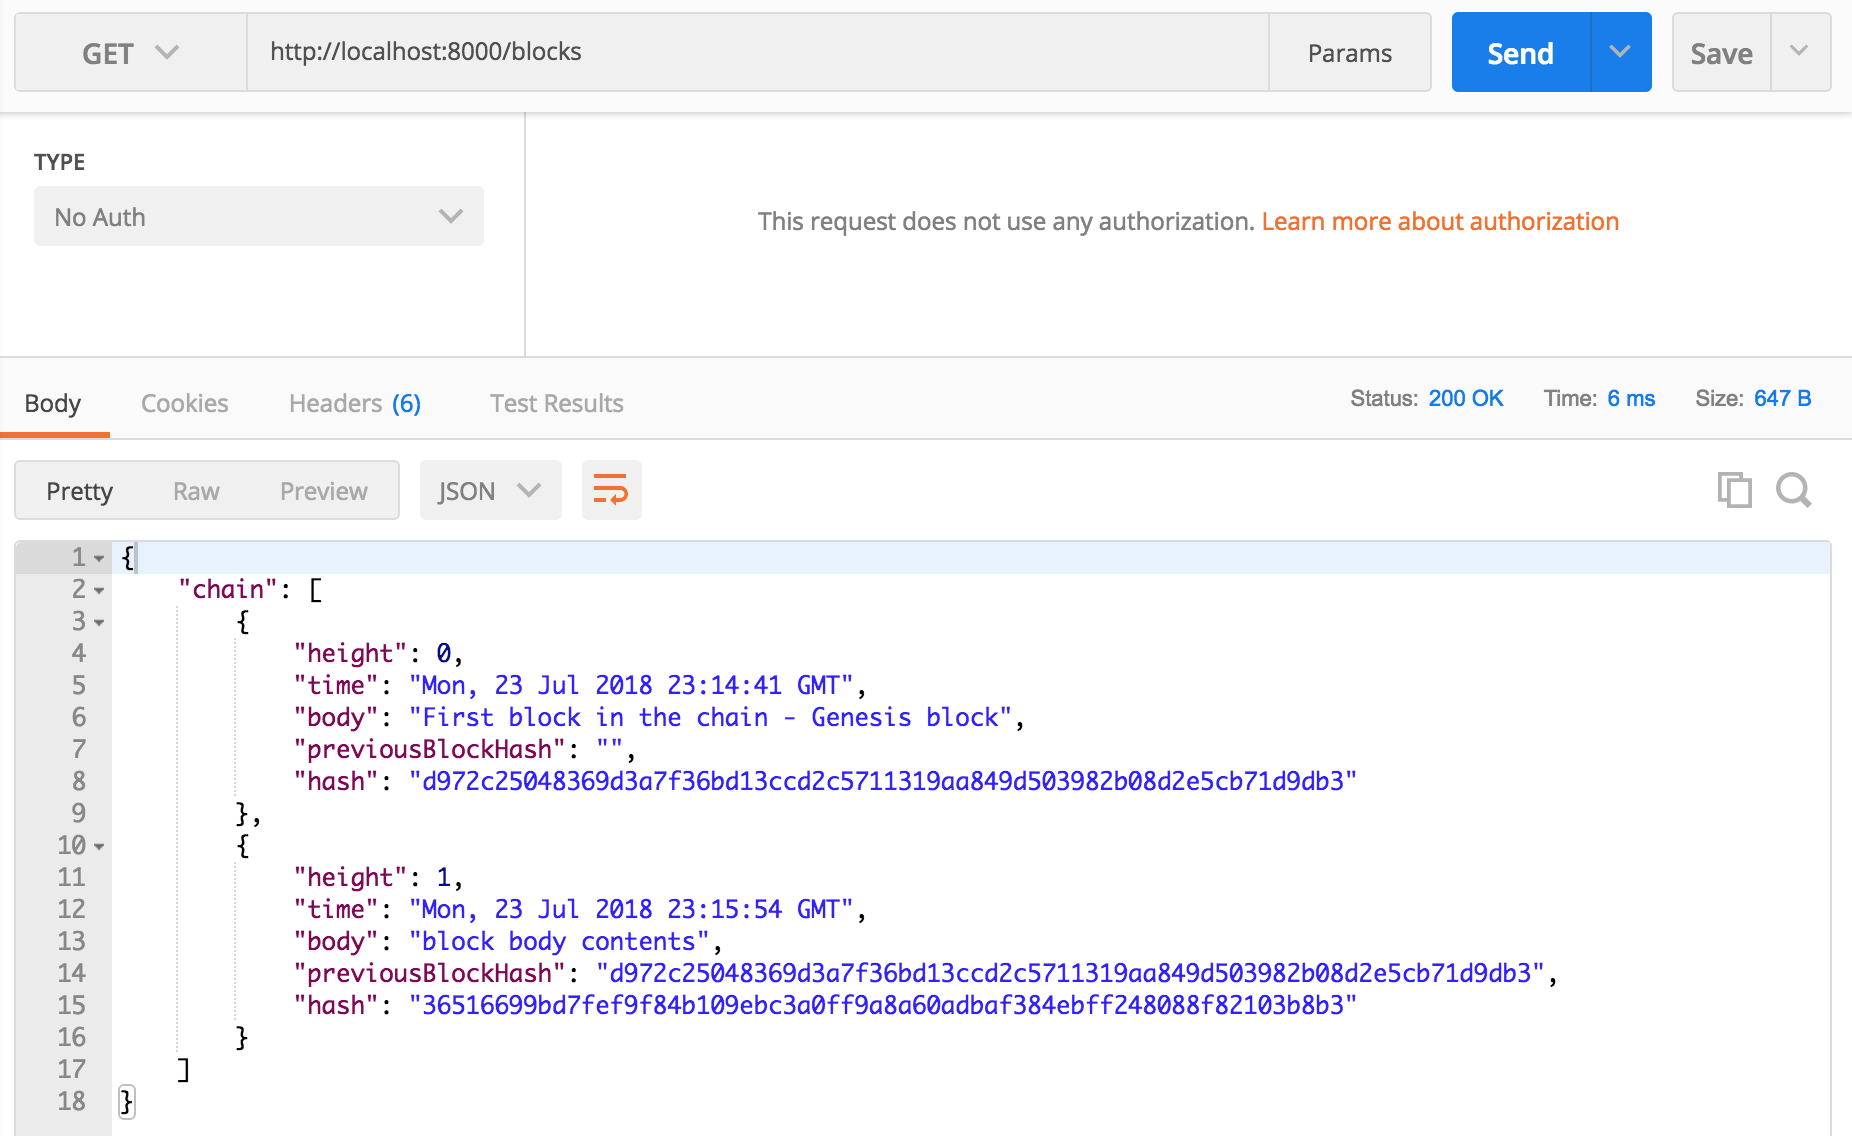 GET http://localhost:8000/blocks Params Send Save
TYPE
No Auth
This request does not use any authorization. Learn more about authorization
Body Cookies Headers (6) Test Results Status: 200 OK Time: 6 ms Size: 647 B
Pretty Raw Preview JSON
1 {
2 "chain": [
3 {
4 "height": 0,
5 "time": "Mon, 23 Jul 2018 23:14:41 GMT",
6 "body": "First block in the chain - Genesis block",
7 "previousBlockHash": "",
8 "hash": "d972c25048369d3a7f36bd13ccd2c5711319aa849d503982b08d2e5cb71d9db3"
9 },
10 {
11 "height": 1,
12 "time": "Mon, 23 Jul 2018 23:15:54 GMT",
13 "body": "block body contents",
14 "previousBlockHash": "d972c25048369d3a7f36bd13ccd2c5711319aa849d503982b08d2e5cb71d9db3",
15 "hash": "36516699bd7fef9f84b109ebc3a0ff9a8a60adbaf384ebff248088f82103b8b3"
16 }
17 ]
18 }